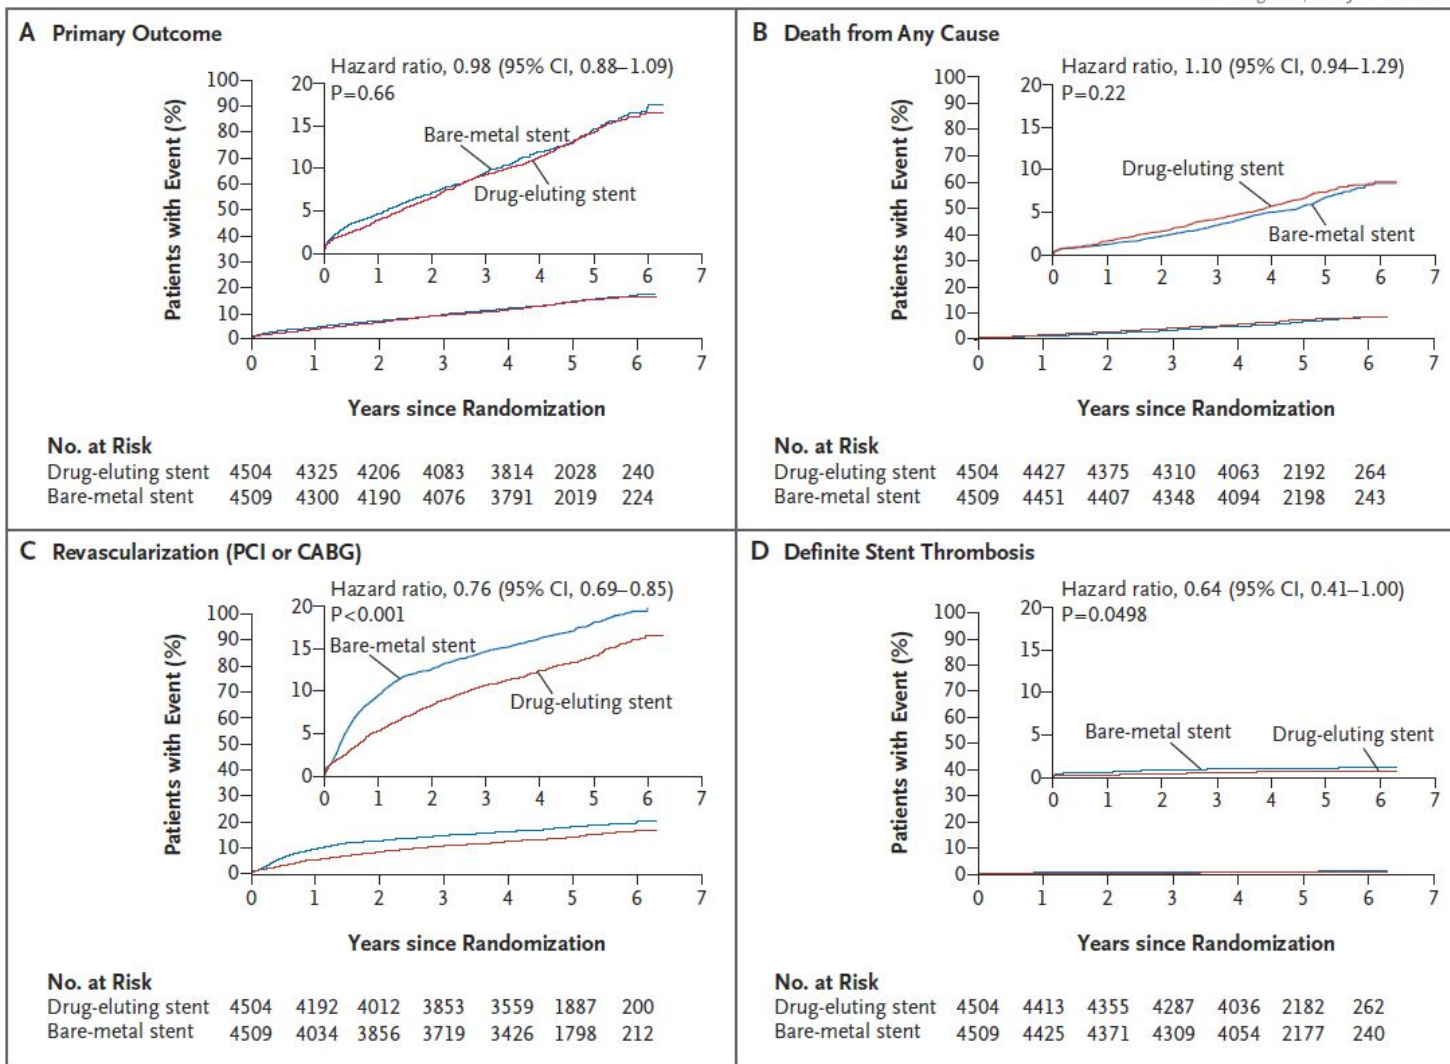 A Primary Outcome
Hazard ratio, 0.98 (95% CI, 0.88–1.09)
P=0.66
Bare-metal stent
Drug-eluting stent
20
15
10
5
0
0 1 2 3 4 5 6 7
Patients with Event (%)
100
90
80
70
60
50
40
30
20
10
0
0 1 2 3 4 5 6 7
Years since Randomization
No. at Risk
Drug-eluting stent 4504 4325 4206 4083 3814 2028 240
Bare-metal stent 4509 4300 4190 4076 3791 2019 224
B Death from Any Cause
Hazard ratio, 1.10 (95% CI, 0.94–1.29)
P=0.22
Drug-eluting stent
Bare-metal stent
20
15
10
5
0
0 1 2 3 4 5 6 7
Patients with Event (%)
100
90
80
70
60
50
40
30
20
10
0
0 1 2 3 4 5 6 7
Years since Randomization
No. at Risk
Drug-eluting stent 4504 4427 4375 4310 4063 2192 264
Bare-metal stent 4509 4451 4407 4348 4094 2198 243
C Revascularization (PCI or CABG)
Hazard ratio, 0.76 (95% CI, 0.69–0.85)
P<0.001
Bare-metal stent
Drug-eluting stent
20
15
10
5
0
0 1 2 3 4 5 6 7
Patients with Event (%)
100
90
80
70
60
50
40
30
20
10
0
0 1 2 3 4 5 6 7
Years since Randomization
No. at Risk
Drug-eluting stent 4504 4192 4012 3853 3559 1887 200
Bare-metal stent 4509 4034 3856 3719 3426 1798 212
D Definite Stent Thrombosis
Hazard ratio, 0.64 (95% CI, 0.41–1.00)
P=0.0498
Bare-metal stent
Drug-eluting stent
20
15
10
5
0
0 1 2 3 4 5 6 7
Patients with Event (%)
100
90
80
70
60
50
40
30
20
10
0
0 1 2 3 4 5 6 7
Years since Randomization
No. at Risk
Drug-eluting stent 4504 4413 4355 4287 4036 2182 262
Bare-metal stent 4509 4425 4371 4309 4054 2177 240